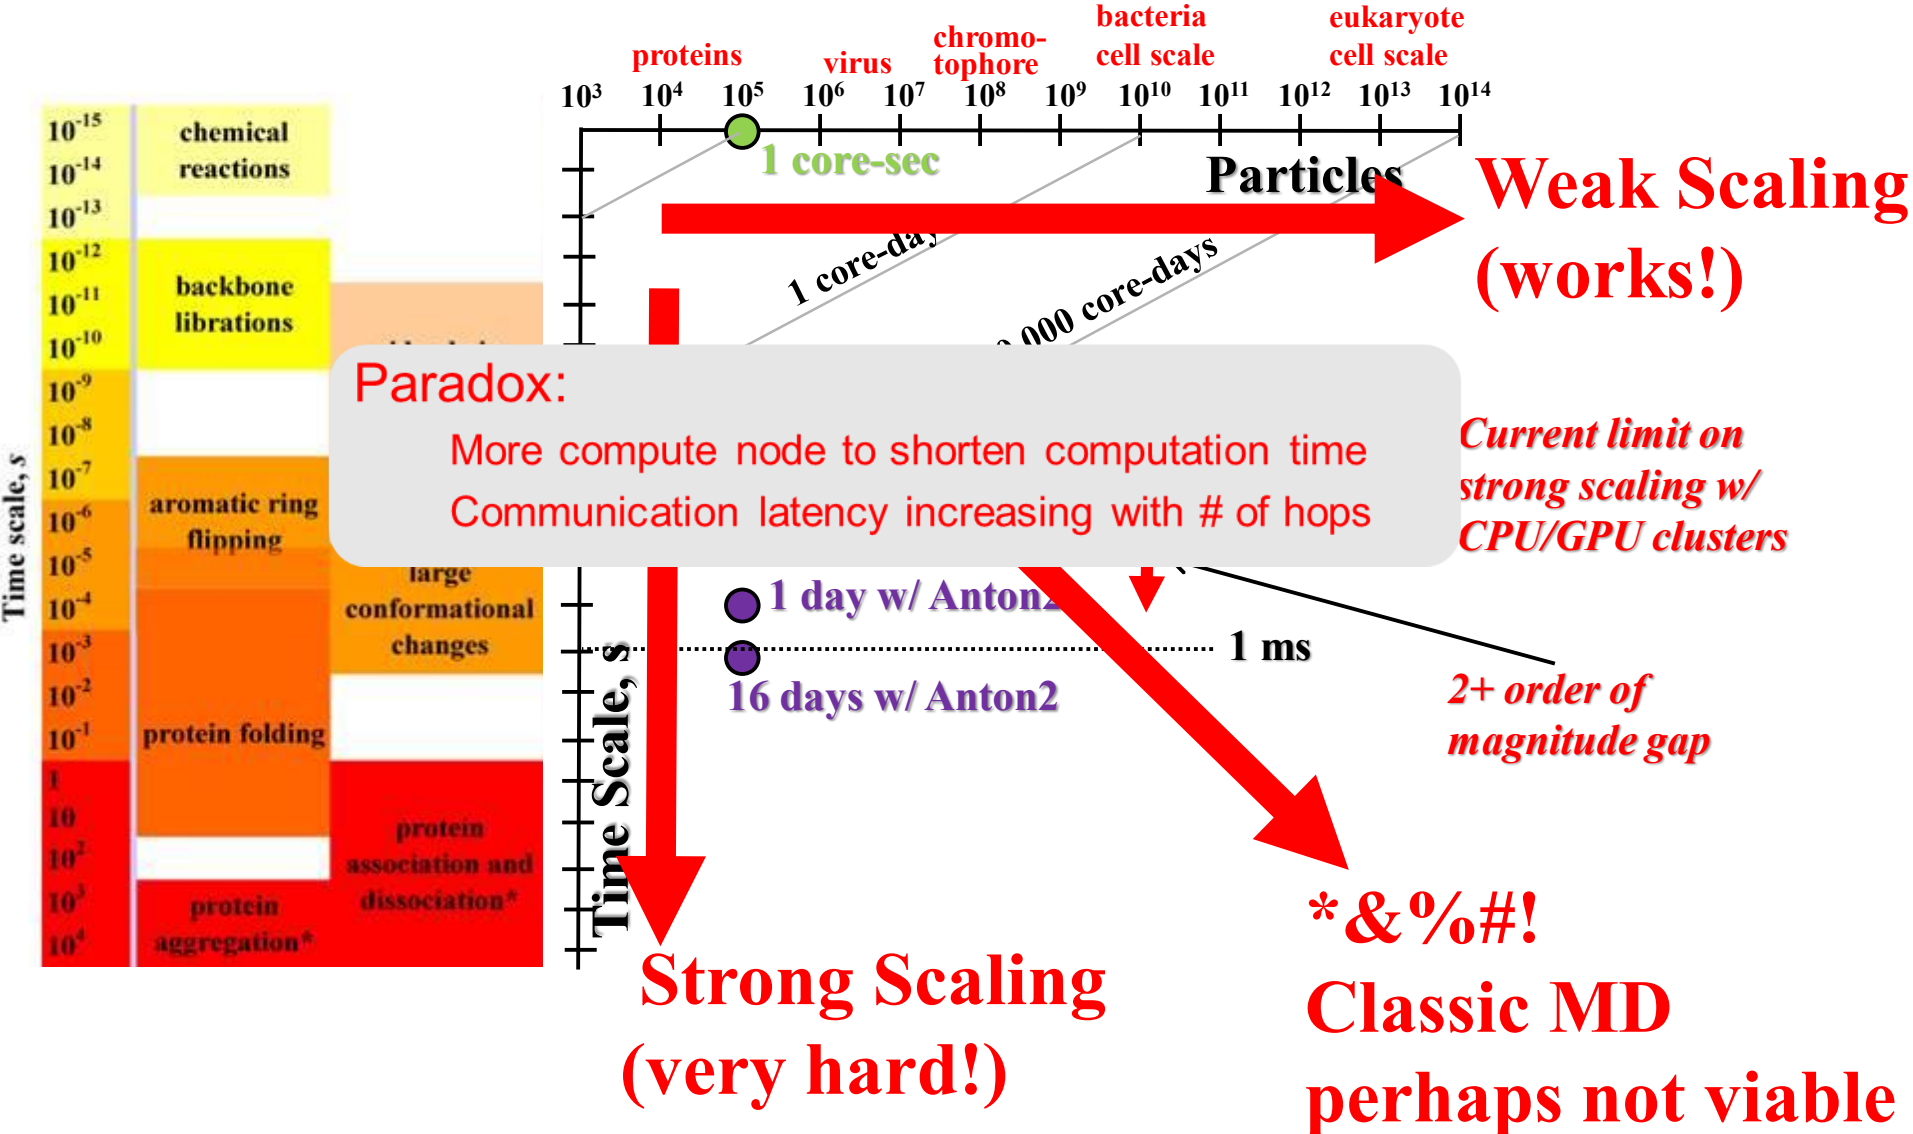 proteins
virus
chromo-
tophore
bacteria
cell scale
eukaryote
cell scale
10³
10⁴
10⁵
10⁶
10⁷
10⁸
10⁹
10¹⁰
10¹¹
10¹²
10¹³
10¹⁴
1 core-sec
Particles
Weak Scaling
(works!)
1 core-day
000 core-days
Time scale, s
10⁻¹⁵
10⁻¹⁴
10⁻¹³
10⁻¹²
10⁻¹¹
10⁻¹⁰
10⁻⁹
10⁻⁸
10⁻⁷
10⁻⁶
10⁻⁵
10⁻⁴
10⁻³
10⁻²
10⁻¹
1
10
10²
10³
10⁴
chemical
reactions
backbone
librations
aromatic ring
flipping
protein folding
protein
aggregation*
large
conformational
changes
protein
association and
dissociation*
Paradox:
More compute node to shorten computation time
Communication latency increasing with # of hops
Current limit on
strong scaling w/
CPU/GPU clusters
1 day w/ Anton2
1 ms
16 days w/ Anton2
2+ order of
magnitude gap
Time Scale, s
Strong Scaling
(very hard!)
*&%#!
Classic MD
perhaps not viable